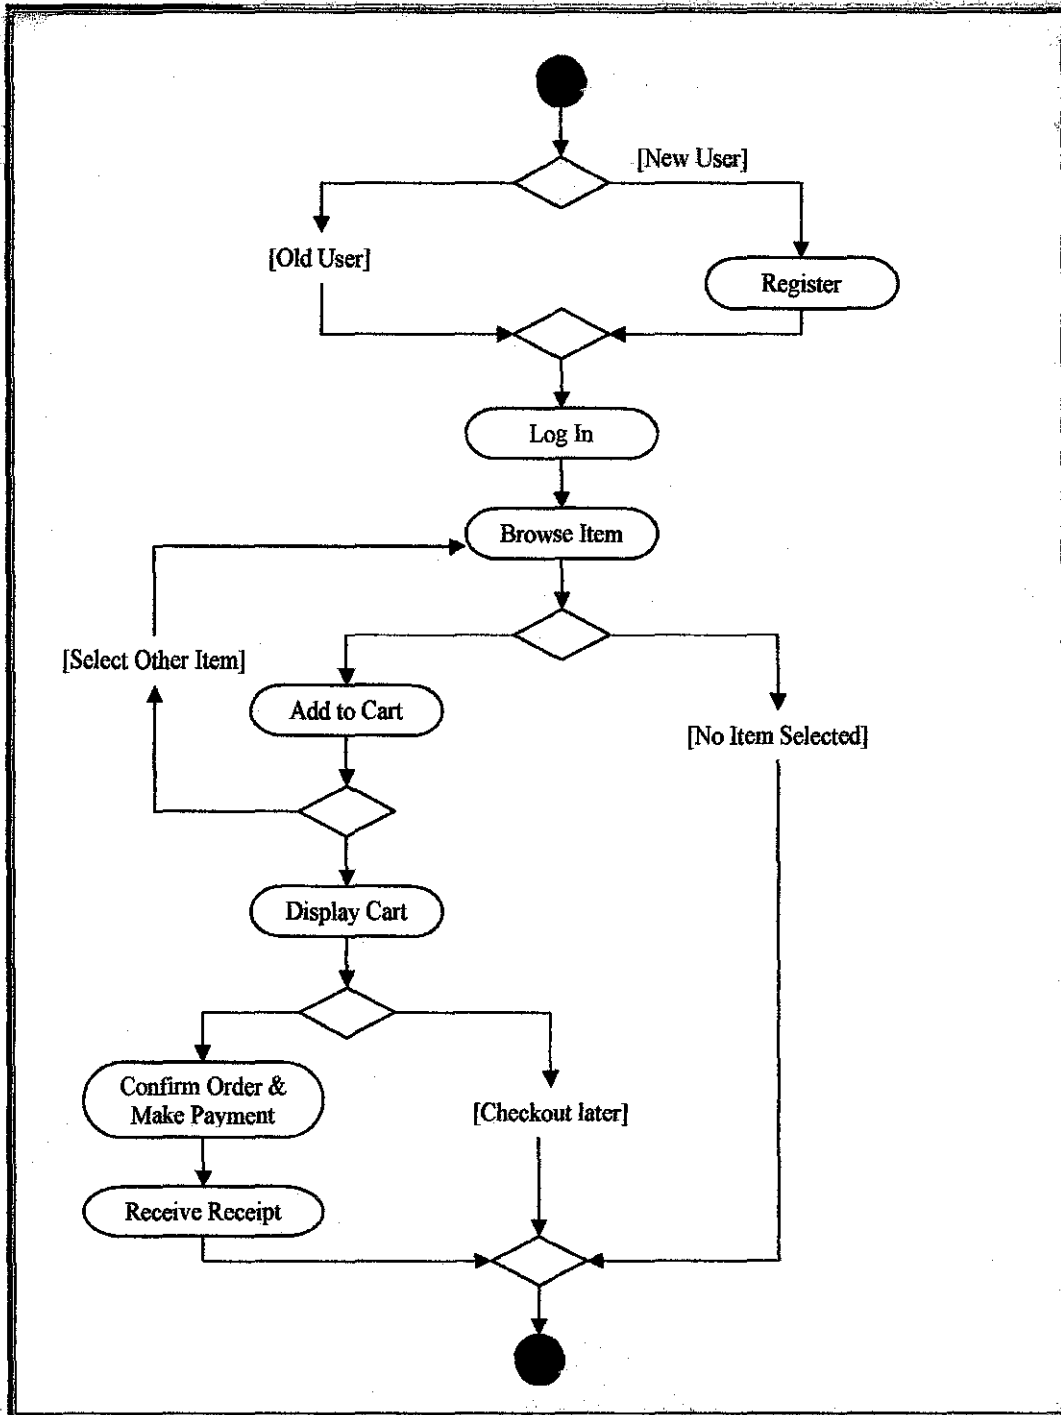 [New User]
[Old User]
Register
Log In
Browse Item
[Select Other Item]
Add to Cart
[No Item Selected]
Display Cart
Confirm Order &
Make Payment
[Checkout later]
Receive Receipt